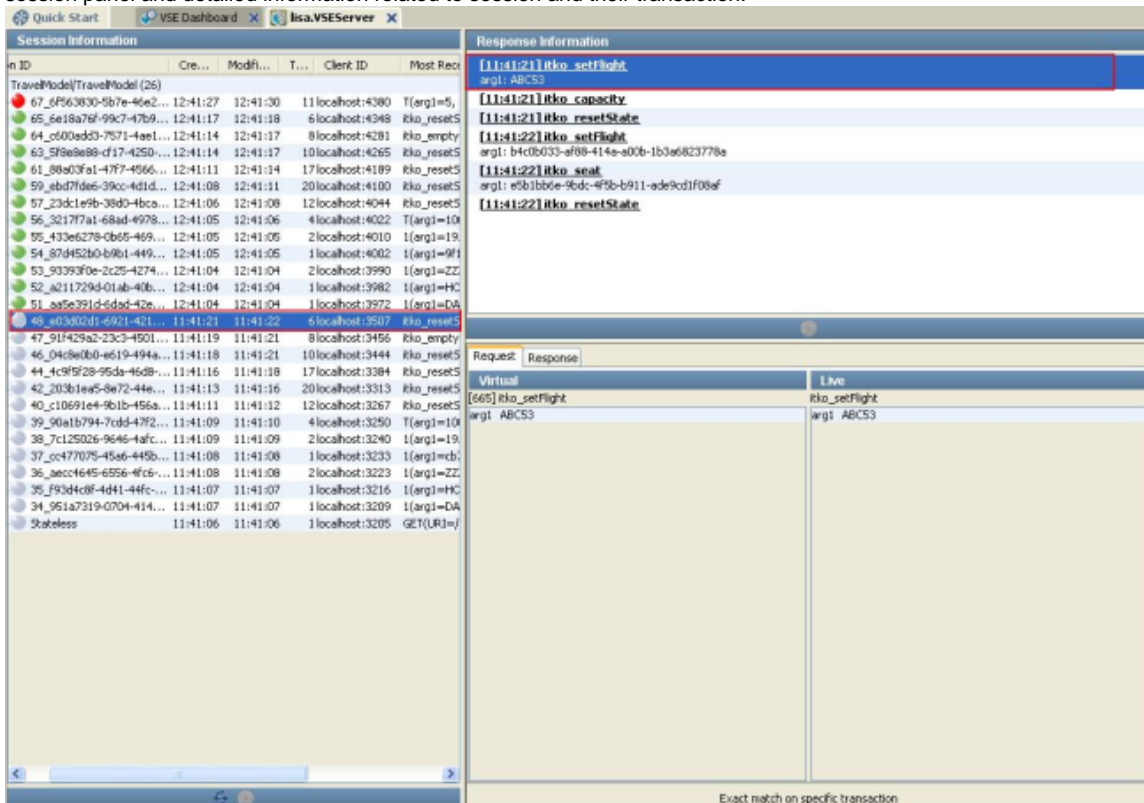 session panel and detailed information related to session and their transaction.
Quick Start
VSE Dashboard
lisa.VSEServer
Session Information
n ID Cre... Modifi... T... Client ID Most Rece
TravelModel/TravelModel (26)
67_6f563830-5b7e-46e2... 12:41:27 12:41:30 11 localhost:4380 T(arg1=5,
65_6e18a76f-99c7-47b9... 12:41:17 12:41:18 6 localhost:4348 itko_resetS
64_c600add3-7571-4ae1... 12:41:14 12:41:17 8 localhost:4281 itko_empty
63_5f8e8e88-cf17-4250-... 12:41:14 12:41:17 10 localhost:4265 itko_resetS
61_88a03fa1-47f7-4566... 12:41:11 12:41:14 17 localhost:4189 itko_resetS
59_ebd7fde6-39cc-4d1d... 12:41:08 12:41:11 20 localhost:4100 itko_resetS
57_23dc1e9b-38d0-4bca... 12:41:06 12:41:08 12 localhost:4044 itko_resetS
56_3217f7a1-68ad-4978... 12:41:05 12:41:06 4 localhost:4022 T(arg1=10
55_433e6278-0b65-469... 12:41:05 12:41:05 2 localhost:4010 1(arg1=19.
54_87d452b0-b9b1-449... 12:41:05 12:41:05 1 localhost:4002 1(arg1=9f1
53_93393f0e-2c25-4274... 12:41:04 12:41:04 2 localhost:3990 1(arg1=ZZ.
52_a211729d-01ab-40b... 12:41:04 12:41:04 1 localhost:3982 1(arg1=HC
51_aa5e391d-6dad-42e... 12:41:04 12:41:04 1 localhost:3972 1(arg1=DA
48_e03d02d1-6921-421... 11:41:21 11:41:22 6 localhost:3507 itko_resetS
47_91f429a2-23c3-4501... 11:41:19 11:41:21 8 localhost:3456 itko_empty
46_04c8e0b0-e619-494a... 11:41:18 11:41:21 10 localhost:3444 itko_resetS
44_4c9f5f28-95da-46d8-... 11:41:16 11:41:18 17 localhost:3384 itko_resetS
42_203b1ea5-8e72-44e... 11:41:13 11:41:16 20 localhost:3313 itko_resetS
40_c10691e4-9b1b-456a... 11:41:11 11:41:12 12 localhost:3267 itko_resetS
39_90a1b794-7cdd-47f2... 11:41:09 11:41:10 4 localhost:3250 T(arg1=10
38_7c125026-9646-4afc... 11:41:09 11:41:09 2 localhost:3240 1(arg1=19.
37_cc477075-45a6-445b... 11:41:08 11:41:08 1 localhost:3233 1(arg1=cb
36_aecc4645-6556-4fc6-... 11:41:08 11:41:08 2 localhost:3223 1(arg1=ZZ.
35_f93d4c8f-4d41-44fc-... 11:41:07 11:41:07 1 localhost:3216 1(arg1=HC
34_951a7319-0704-414... 11:41:07 11:41:07 1 localhost:3209 1(arg1=DA
Stateless 11:41:06 11:41:06 1 localhost:3205 GET(URI=/
Response Information
[11:41:21] itko_setFlight
arg1: ABC53
[11:41:21] itko_capacity
[11:41:21] itko_resetState
[11:41:22] itko_setFlight
arg1: b4c0b033-af88-414a-a00b-1b3a6823778a
[11:41:22] itko_seat
arg1: e5b1bb6e-9bdc-4f5b-b911-ade9cd1f08af
[11:41:22] itko_resetState
Request Response
Virtual Live
[665] itko_setFlight itko_setFlight
arg1 ABC53 arg1 ABC53
Exact match on specific transaction